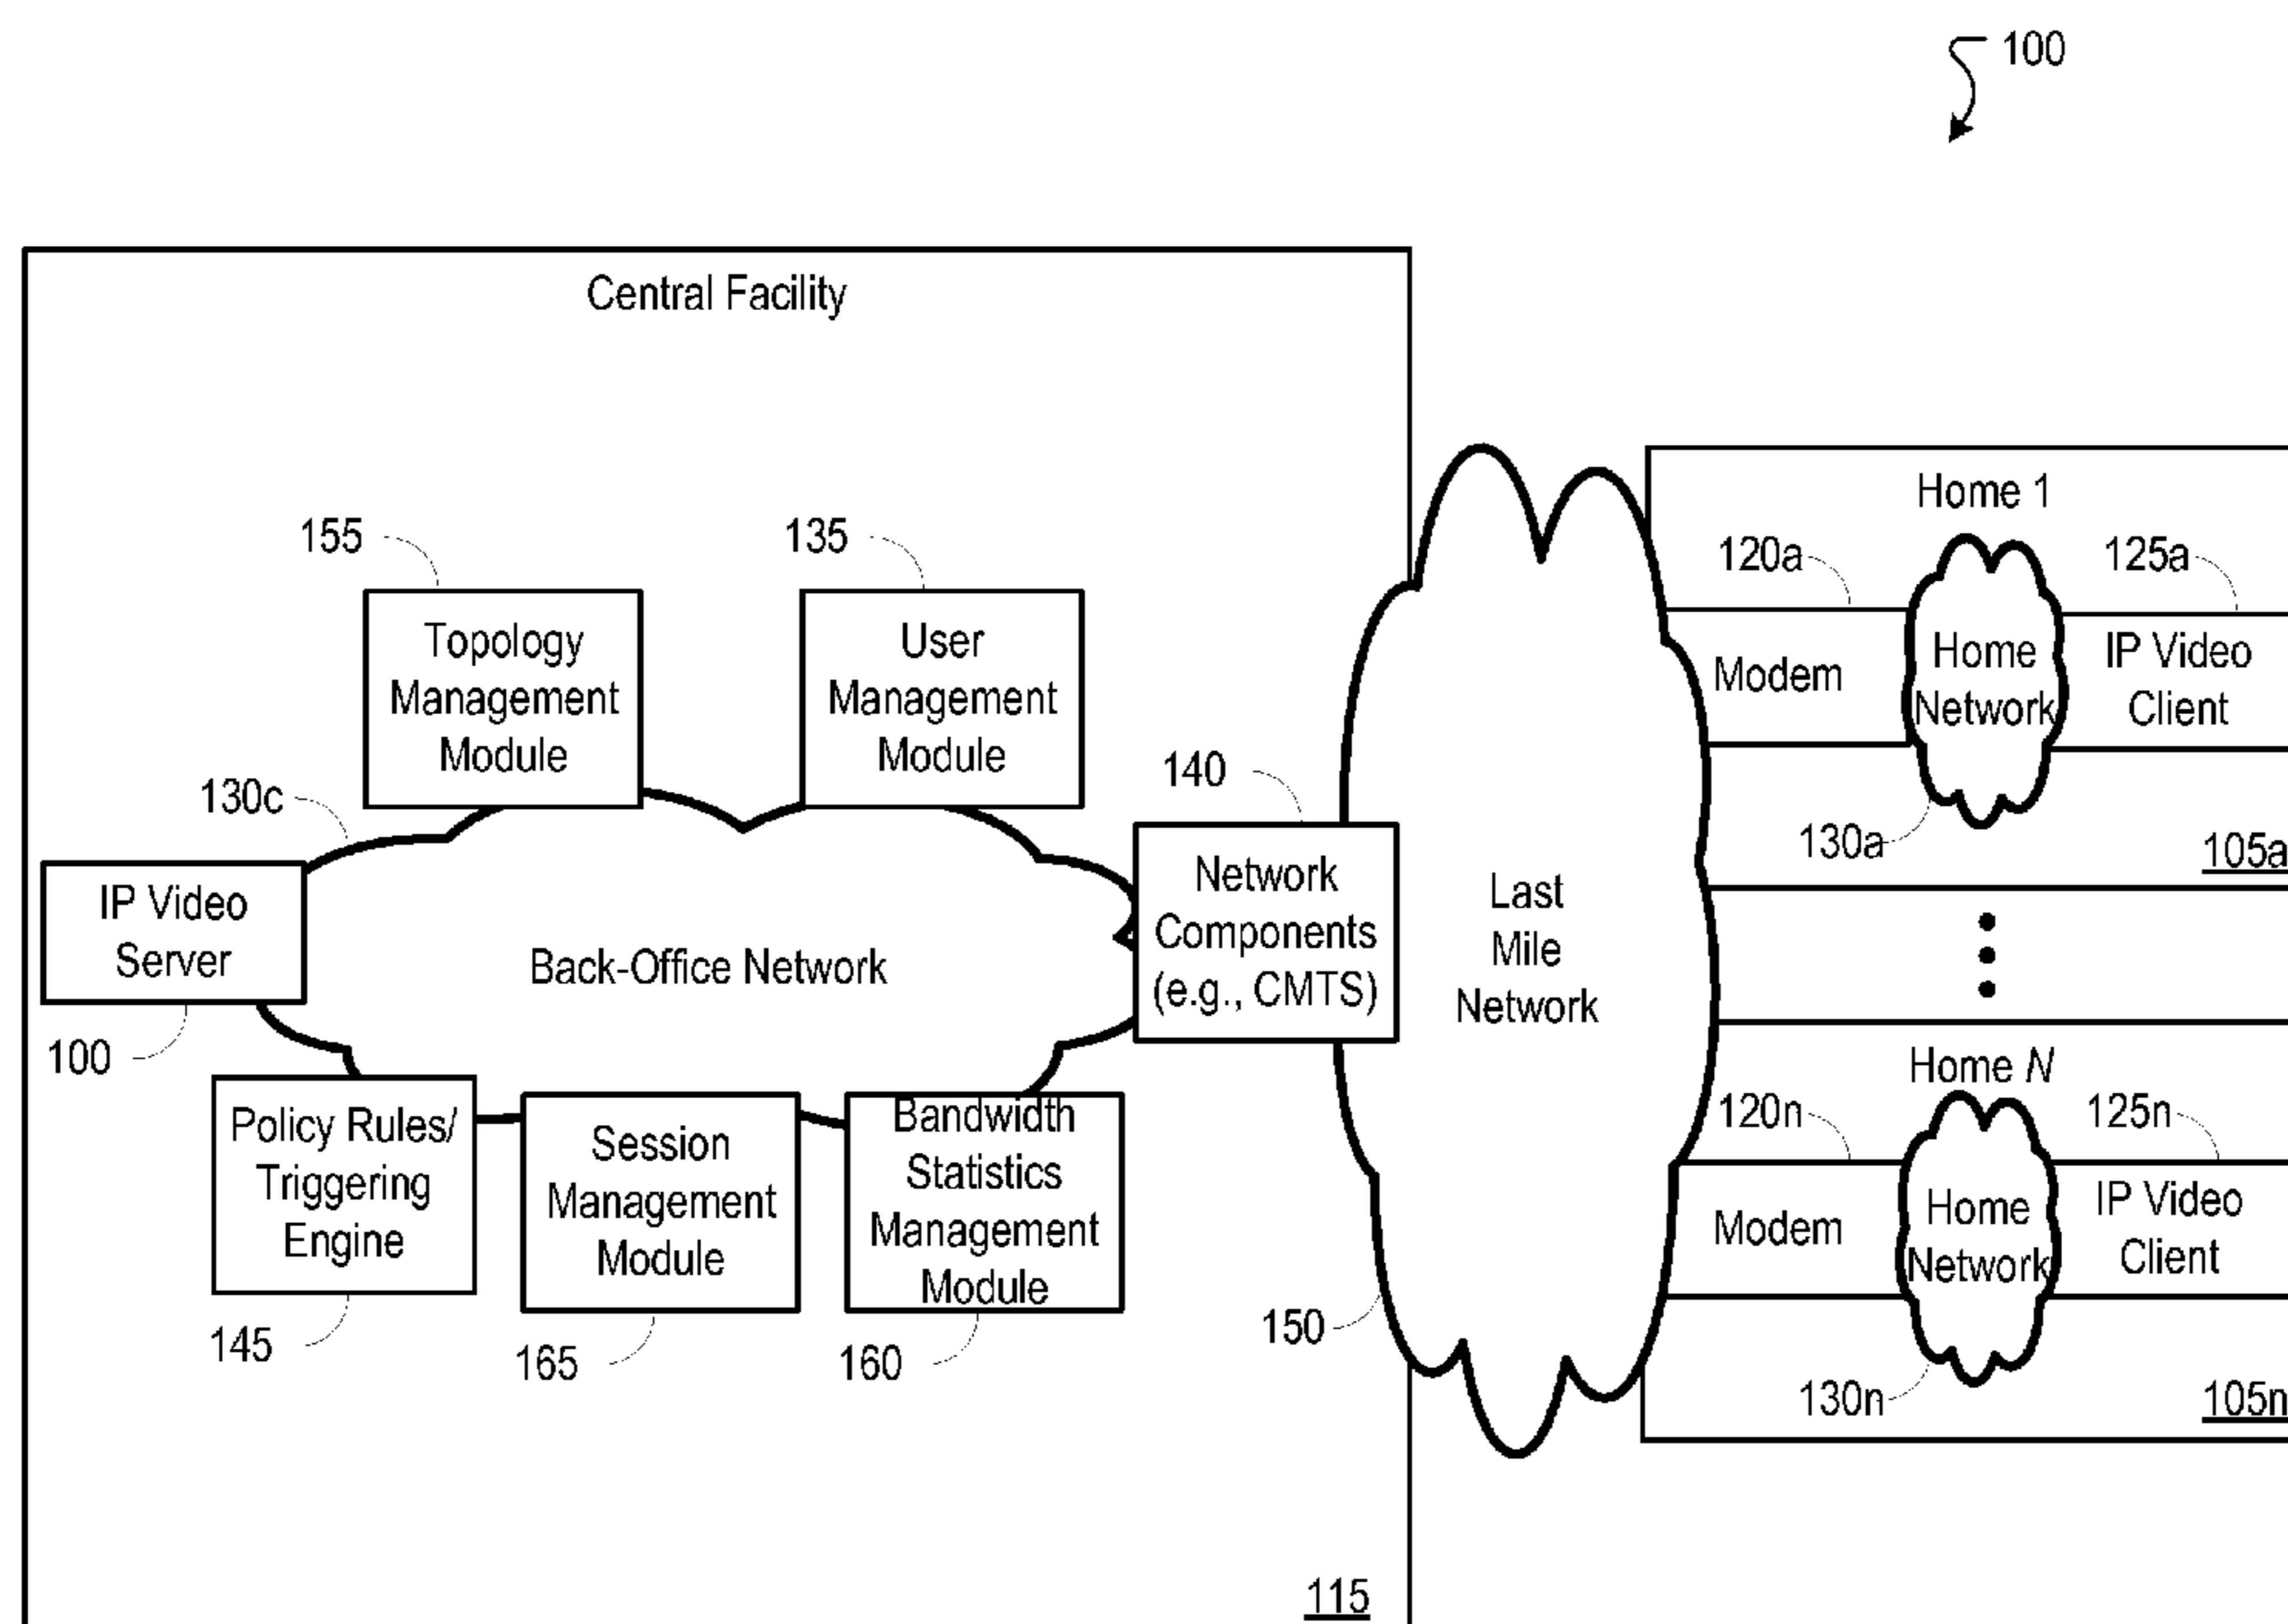 100
Central Facility
155
135
Topology
Management
Module
User
Management
Module
130c
140
IP Video
Server
100
Back-Office Network
Network
Components
(e.g., CMTS)
Policy Rules/
Triggering
Engine
145
Session
Management
Module
165
Bandwidth
Statistics
Management
Module
160
115
Last
Mile
Network
150
Home 1
120a
125a
Modem
Home
Network
IP Video
Client
130a
105a
Home N
120n
125n
Modem
Home
Network
IP Video
Client
130n
105n